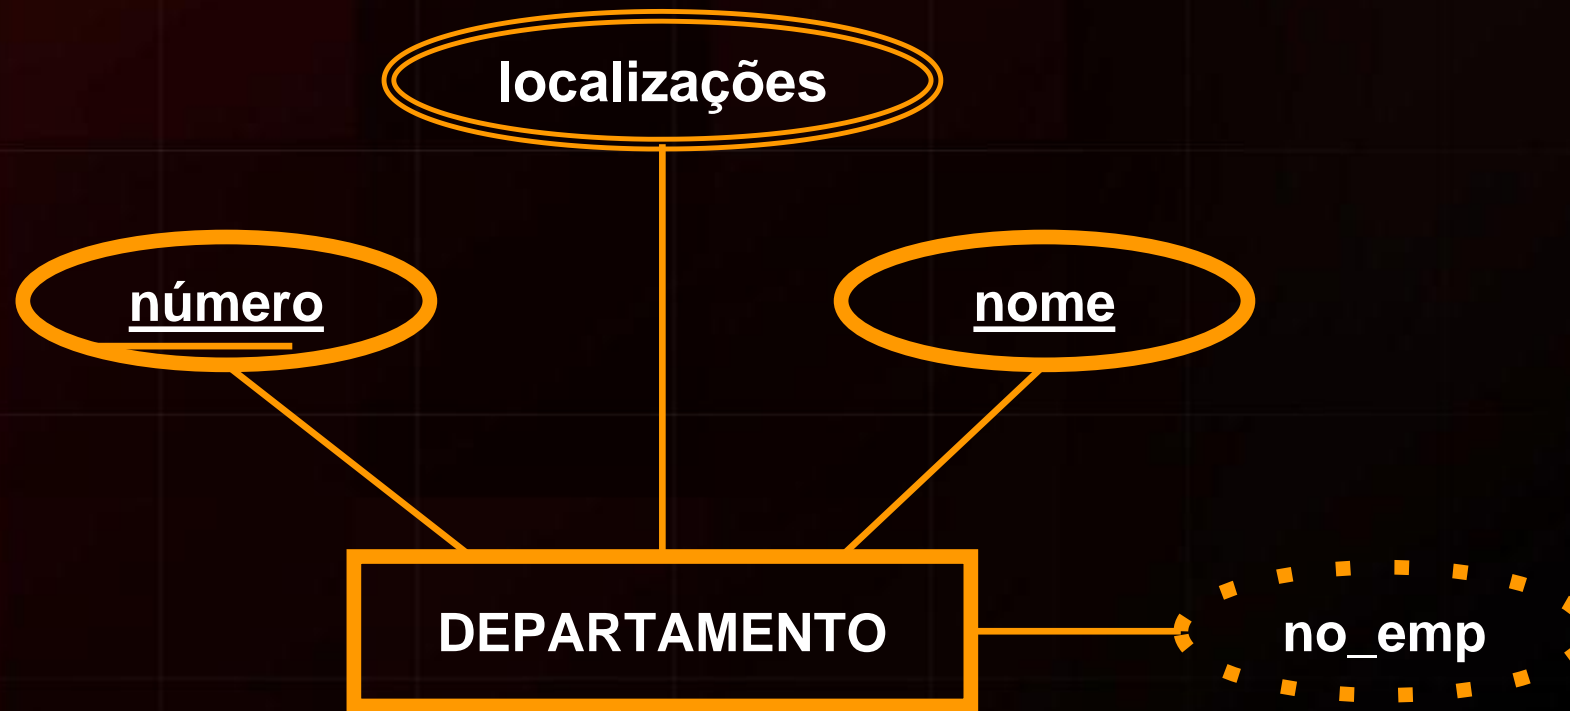 localizações
número
nome
DEPARTAMENTO
no_emp